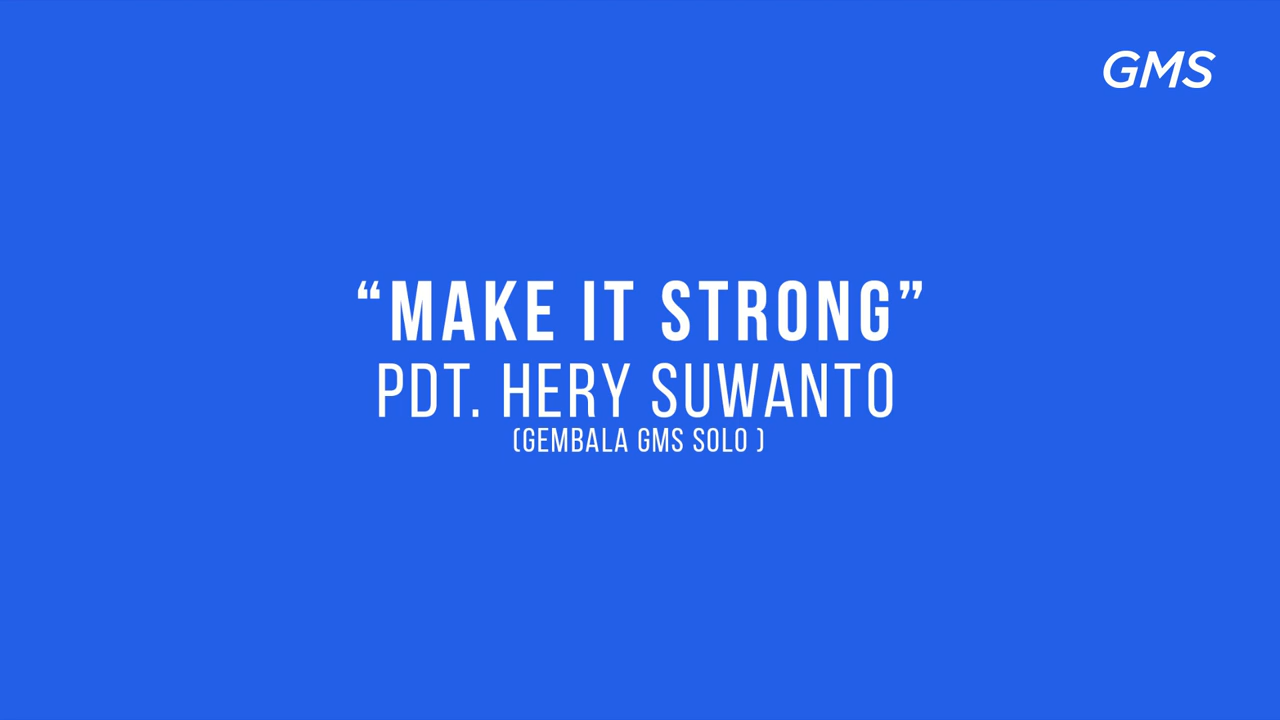 GMS
“MAKE IT STRONG”
PDT. HERY SUWANTO
(GEMBALA GMS SOLO )